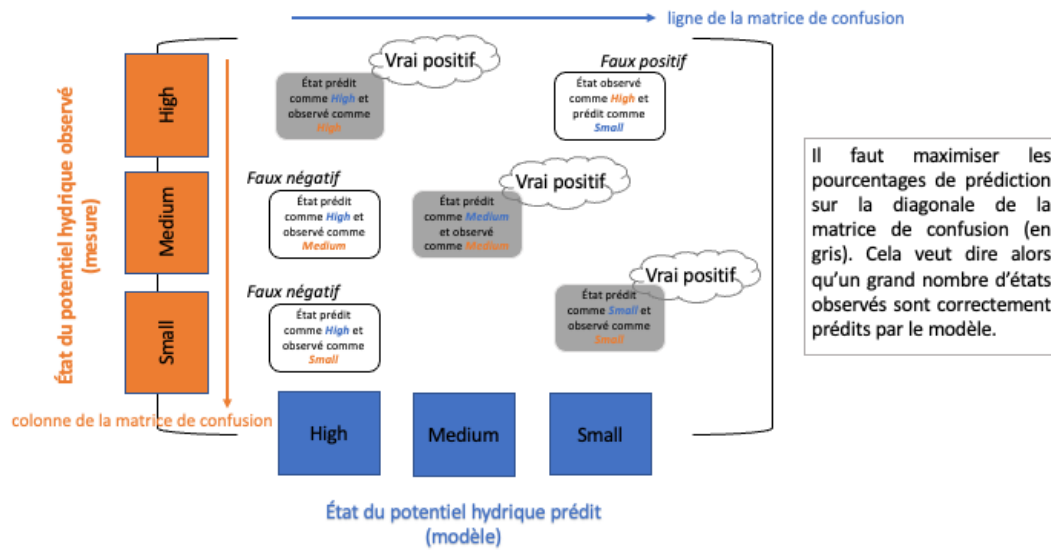 ligne de la matrice de confusion
Vrai positif
Faux positif
État prédit
comme High et
observé comme
High
État observé
comme High et
prédit comme
Small
High
État du potentiel hydrique observé
(mesure)
Faux négatif
Vrai positif
État prédit
comme High et
observé comme
Medium
État prédit
comme Medium
et observé
comme Medium
Medium
Faux négatif
Vrai positif
État prédit
comme High et
observé comme
Small
État prédit
comme Small et
observé comme
Small
Small
colonne de la matrice de confusion
High
Medium
Small
État du potentiel hydrique prédit
(modèle)
Il faut maximiser les
pourcentages de prédiction
sur la diagonale de la
matrice de confusion (en
gris). Cela veut dire alors
qu’un grand nombre d’états
observés sont correctement
prédits par le modèle.